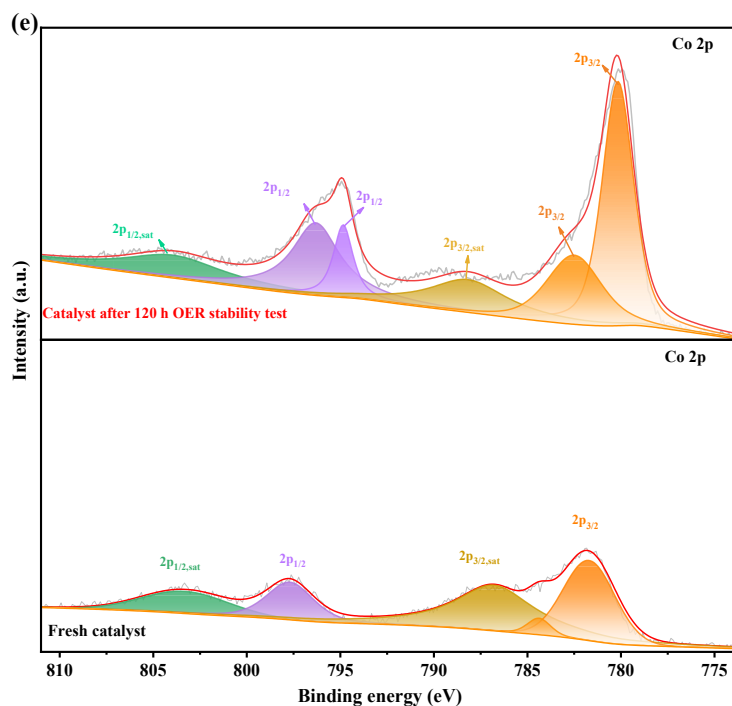 (e)
Co 2p
2p3/2
2p1/2
2p1/2
2p3/2
2p1/2,sat
2p3/2,sat
Catalyst after 120 h OER stability test
Co 2p
2p3/2
2p1/2,sat
2p1/2
2p3/2,sat
Fresh catalyst
Intensity (a.u.)
810 805 800 795 790 785 780 775
Binding energy (eV)